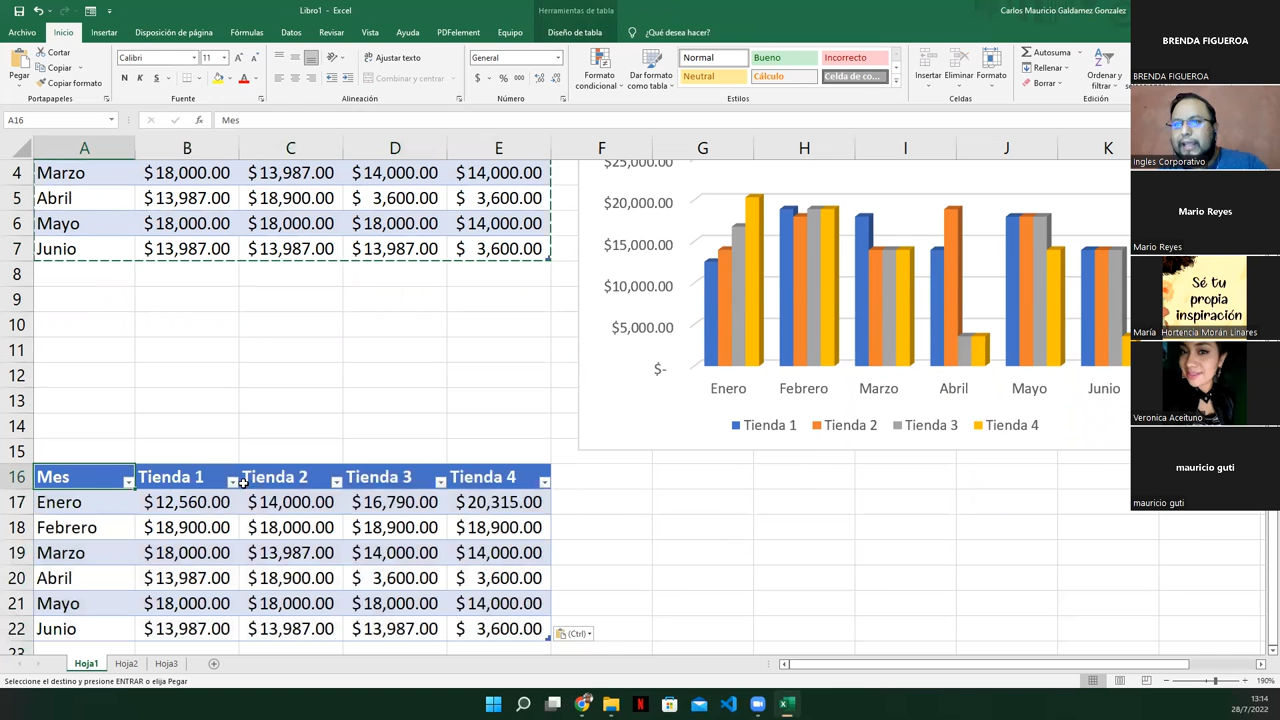 Libro1 - Excel
Herramientas de tabla
Carlos Mauricio Galdamez Gonzalez
Archivo Inicio Insertar Disposición de página Fórmulas Datos Revisar Vista Ayuda PDFelement Equipo Diseño de tabla ¿Qué desea hacer?
Pegar
Cortar
Copiar
Copiar formato
Portapapeles
Calibri 11
N K S
Fuente
Ajustar texto
Combinar y centrar
Alineación
General
$ % 000
Número
Formato condicional
Dar formato como tabla
Normal Bueno Incorrecto
Neutral Cálculo Celda de co...
Estilos
Insertar Eliminar Formato
Celdas
Autosuma
Rellenar
Borrar
Ordenar y filtrar
Edición
A16 fx Mes
A B C D E F G H I J K
4 Marzo $18,000.00 $13,987.00 $14,000.00 $14,000.00
5 Abril $13,987.00 $18,900.00 $ 3,600.00 $ 3,600.00
6 Mayo $18,000.00 $18,000.00 $18,000.00 $14,000.00
7 Junio $13,987.00 $13,987.00 $13,987.00 $ 3,600.00
8
9
10
11
12
13
14
15
16 Mes Tienda 1 Tienda 2 Tienda 3 Tienda 4
17 Enero $12,560.00 $14,000.00 $16,790.00 $20,315.00
18 Febrero $18,900.00 $18,000.00 $18,900.00 $18,900.00
19 Marzo $18,000.00 $13,987.00 $14,000.00 $14,000.00
20 Abril $13,987.00 $18,900.00 $ 3,600.00 $ 3,600.00
21 Mayo $18,000.00 $18,000.00 $18,000.00 $14,000.00
22 Junio $13,987.00 $13,987.00 $13,987.00 $ 3,600.00
23
(Ctrl)
$25,000.00
$20,000.00
$15,000.00
$10,000.00
$5,000.00
$-
Enero Febrero Marzo Abril Mayo Junio
Tienda 1 Tienda 2 Tienda 3 Tienda 4
BRENDA FIGUEROA
BRENDA FIGUEROA
Ingles Corporativo
Mario Reyes
Mario Reyes
Sé tu
propia
inspiración
María Hortencia Morán Linares
Veronica Aceituno
mauricio guti
mauricio guti
Hoja1 Hoja2 Hoja3
Seleccione el destino y presione ENTRAR o elija Pegar
190%
13:14
28/7/2022